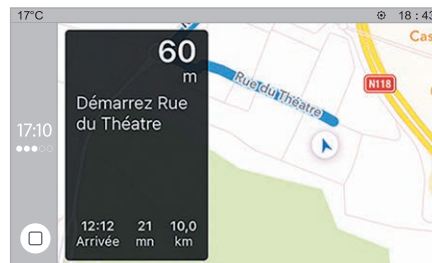 17°C
18 : 43
Cas
60
m
Démarrez Rue
du Théatre
17:10
12:12 21 10,0
Arrivée mn km
Rue du Théatre
N118